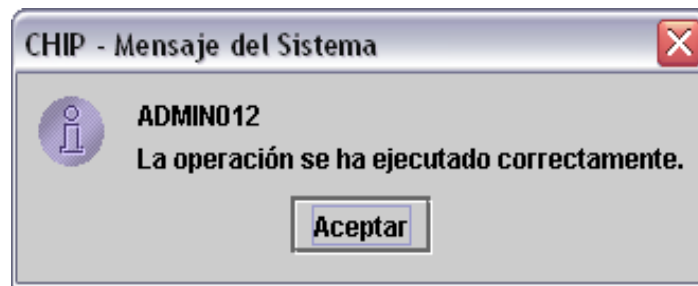 CHIP - Mensaje del Sistema
ADMIN012
La operación se ha ejecutado correctamente.
Aceptar